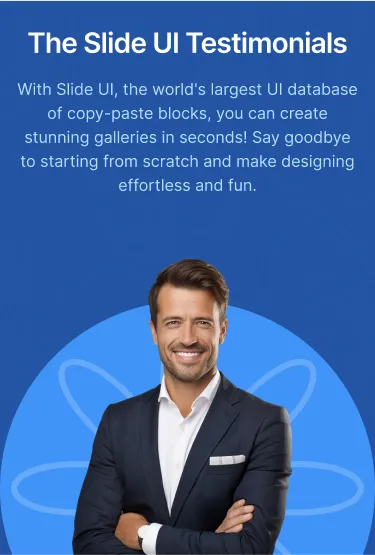 The Slide UI Testimonials
With Slide UI, the world's largest UI database
of copy-paste blocks, you can create
stunning galleries in seconds! Say goodbye
to starting from scratch and make designing
effortless and fun.